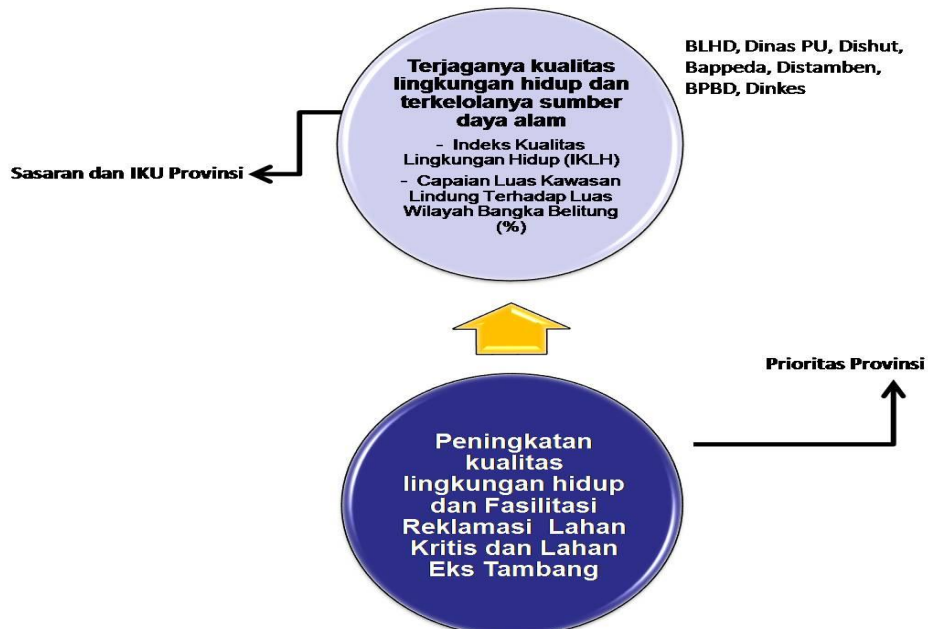 Terjaganya kualitas
lingkungan hidup dan
terkelolanya sumber
daya alam
- Indeks Kualitas
Lingkungan Hidup (IKLH)
- Capaian Luas Kawasan
Lindung Terhadap Luas
Wilayah Bangka Belitung
(%)
BLHD, Dinas PU, Dishut,
Bappeda, Distamben,
BPBD, Dinkes
Sasaran dan IKU Provinsi
Prioritas Provinsi
Peningkatan
kualitas
lingkungan hidup
dan Fasilitasi
Reklamasi Lahan
Kritis dan Lahan
Eks Tambang